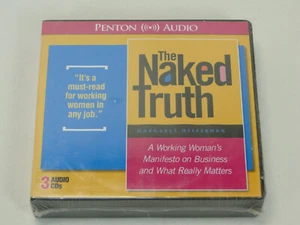 PENTON AUDIO
The
Naked
Truth
MARGARET HEFFERNAN
"It's a
must-read
for working
women in
any job."
A Working Woman's
Manifesto on Business
and What Really Matters
3 AUDIO
CDs